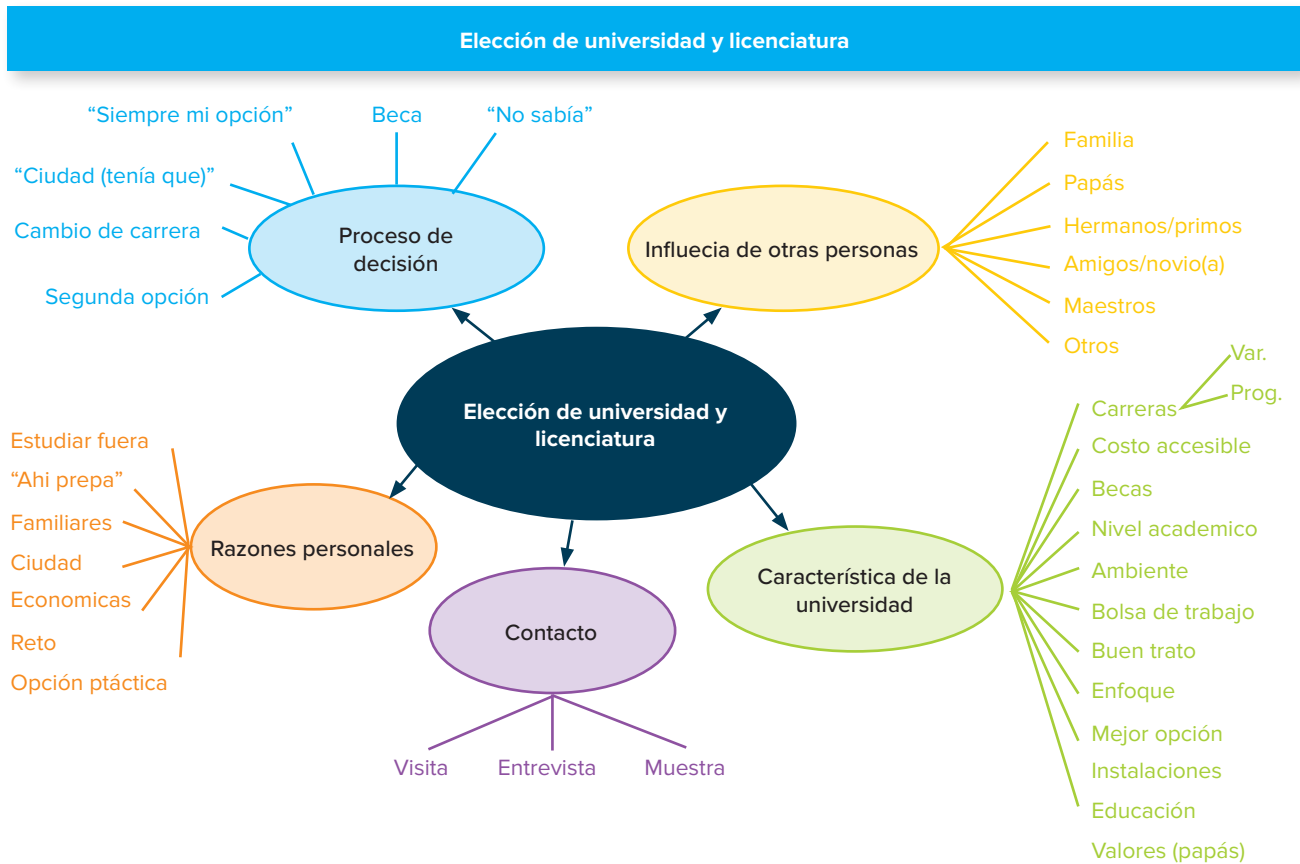 Elección de universidad y licenciatura
“Siempre mi opción”
Beca
“No sabía”
“Ciudad (tenía que)”
Cambio de carrera
Segunda opción
Proceso de
decisión
Influecia de otras personas
Familia
Papás
Hermanos/primos
Amigos/novio(a)
Maestros
Otros
Elección de universidad y
licenciatura
Estudiar fuera
“Ahi prepa”
Familiares
Ciudad
Economicas
Reto
Opción ptáctica
Razones personales
Contacto
Visita
Entrevista
Muestra
Característica de la
universidad
Carreras
Var.
Prog.
Costo accesible
Becas
Nivel academico
Ambiente
Bolsa de trabajo
Buen trato
Enfoque
Mejor opción
Instalaciones
Educación
Valores (papás)